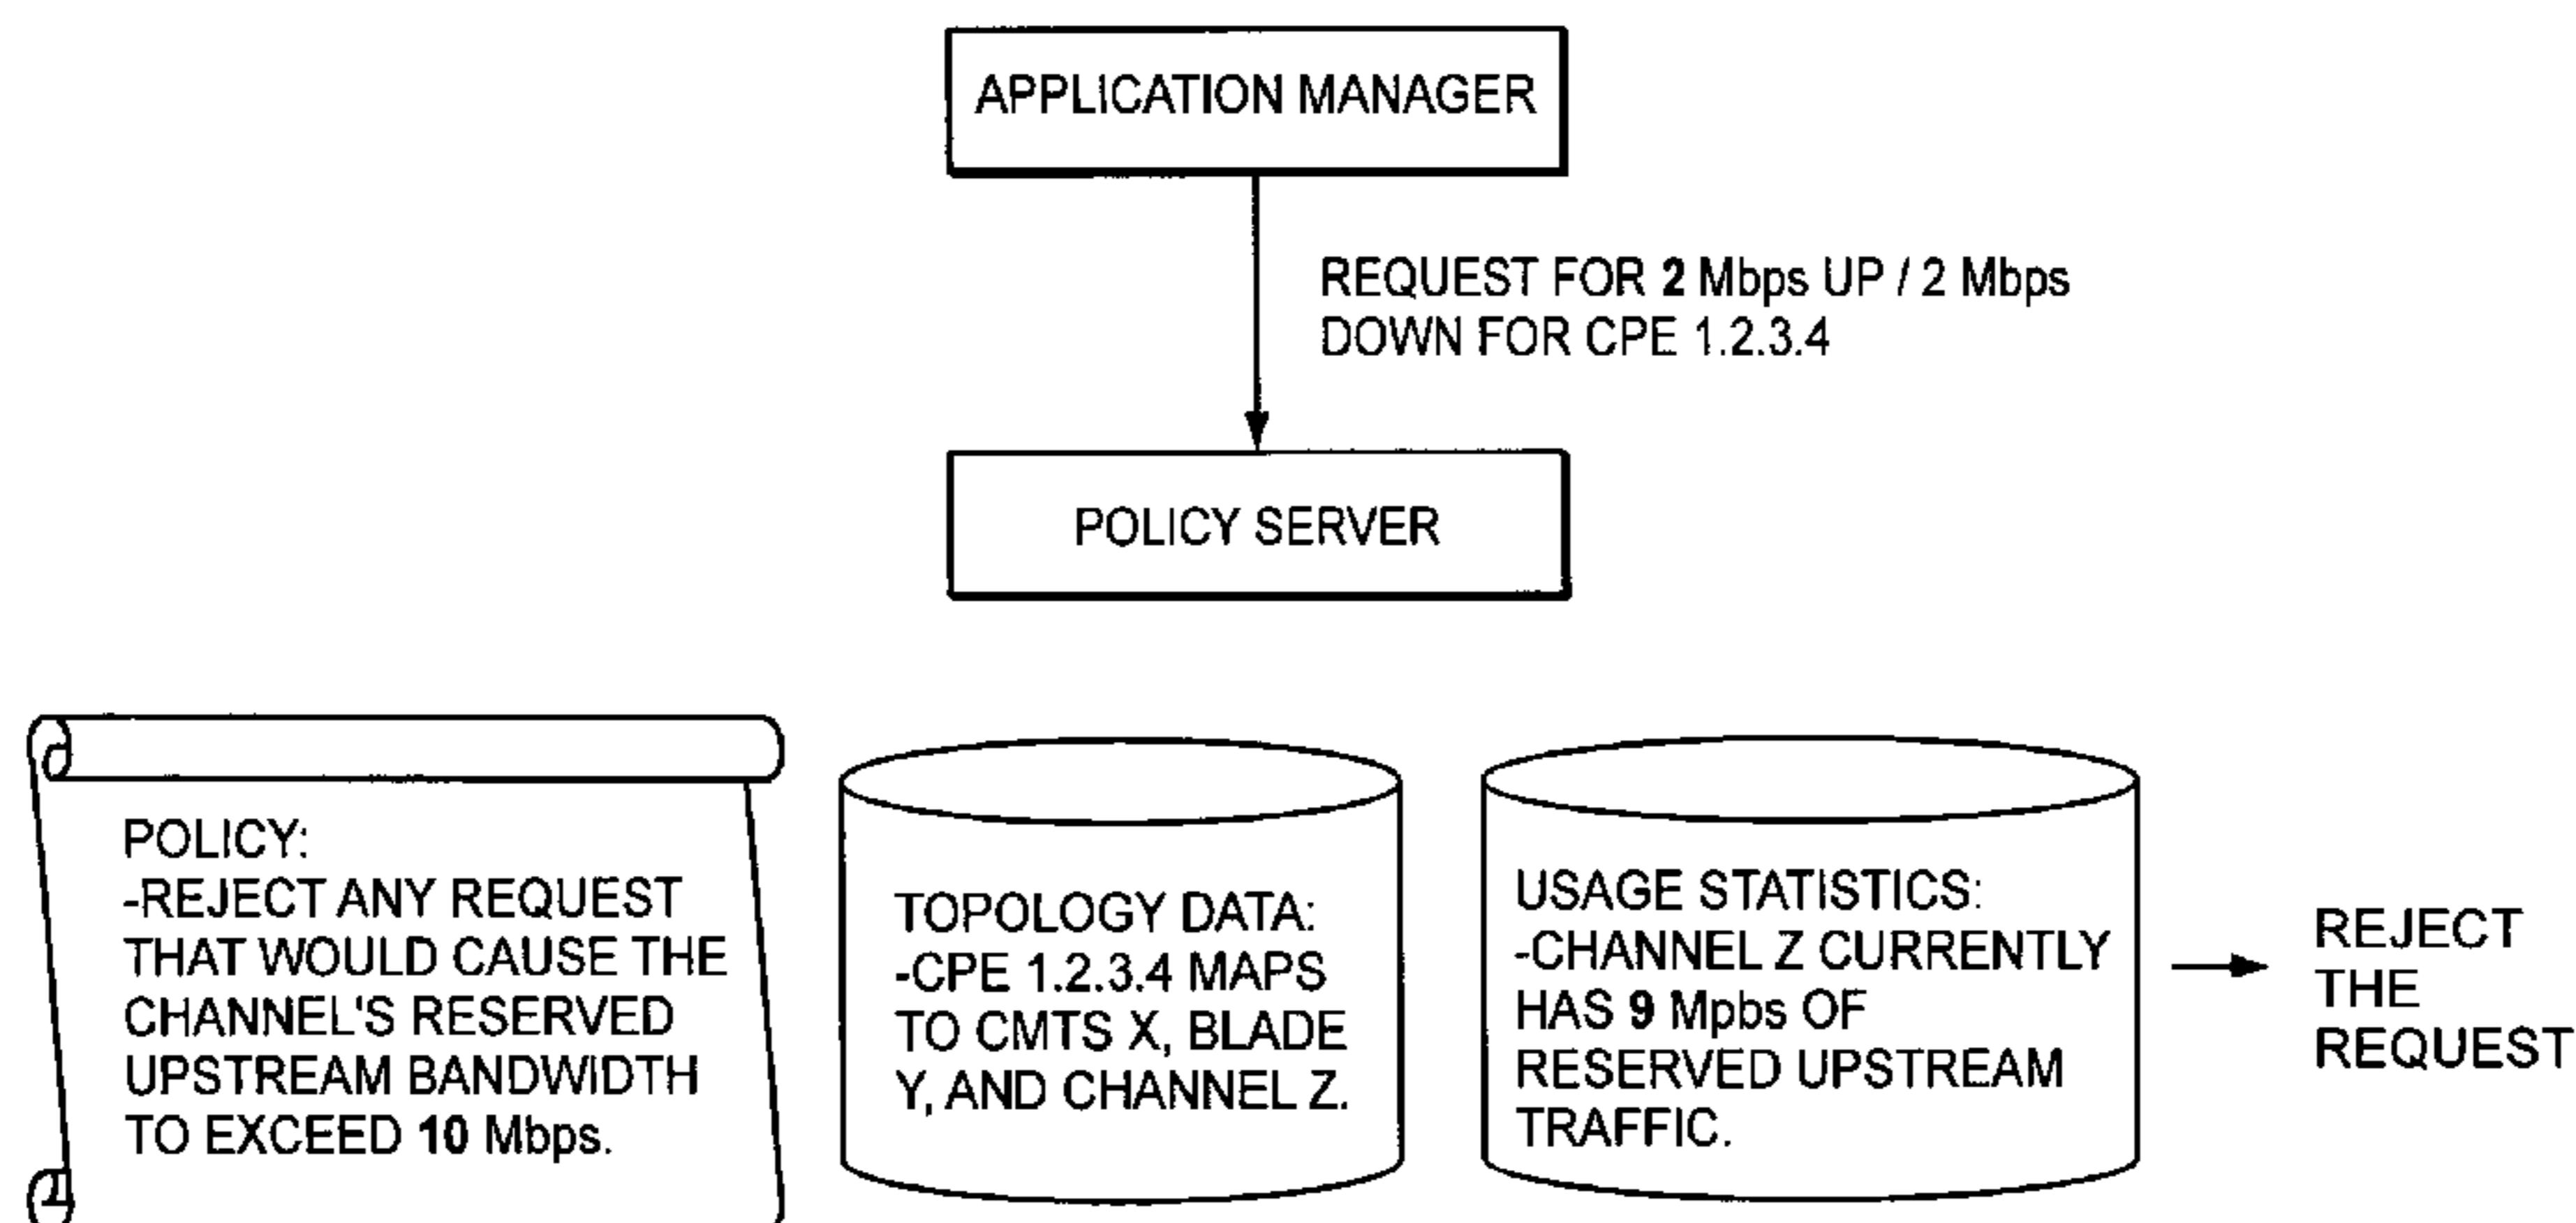 APPLICATION MANAGER
REQUEST FOR 2 Mbps UP / 2 Mbps
DOWN FOR CPE 1.2.3.4
POLICY SERVER
POLICY:
-REJECT ANY REQUEST
THAT WOULD CAUSE THE
CHANNEL'S RESERVED
UPSTREAM BANDWIDTH
TO EXCEED 10 Mbps.
TOPOLOGY DATA:
-CPE 1.2.3.4 MAPS
TO CMTS X, BLADE
Y, AND CHANNEL Z.
USAGE STATISTICS:
-CHANNEL Z CURRENTLY
HAS 9 Mpbs OF
RESERVED UPSTREAM
TRAFFIC.
REJECT
THE
REQUEST